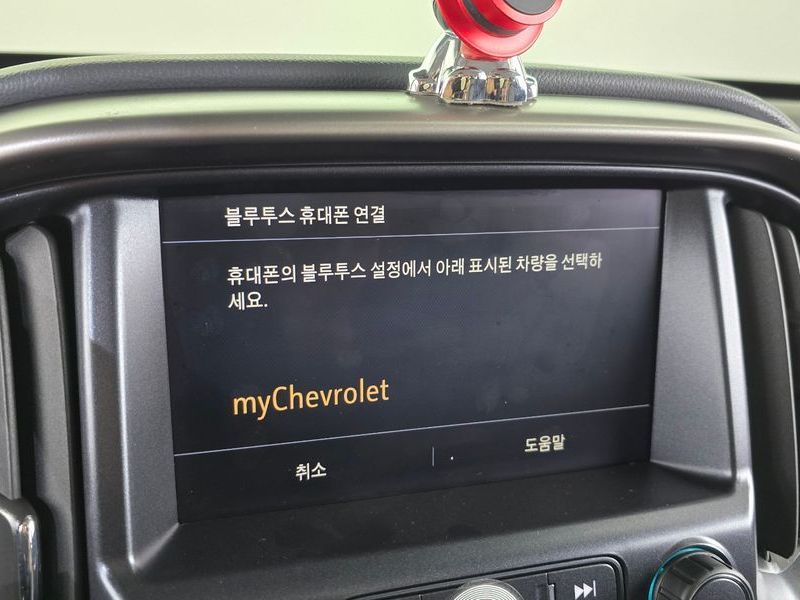 블루투스 휴대폰 연결
휴대폰의 블루투스 설정에서 아래 표시된 차량을 선택하
세요.
myChevrolet
취소
도움말